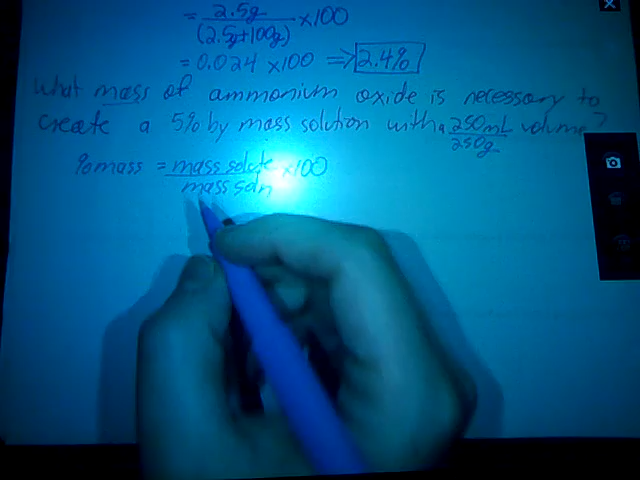 = 2.5g / (2.5g+100g) ×100
= 0.024 ×100 ⇒ 2.4%
What mass of ammonium oxide is necessary to
create a 5% by mass solution with a 250mL volume?
250g
% mass = mass solute / mass soln ×100